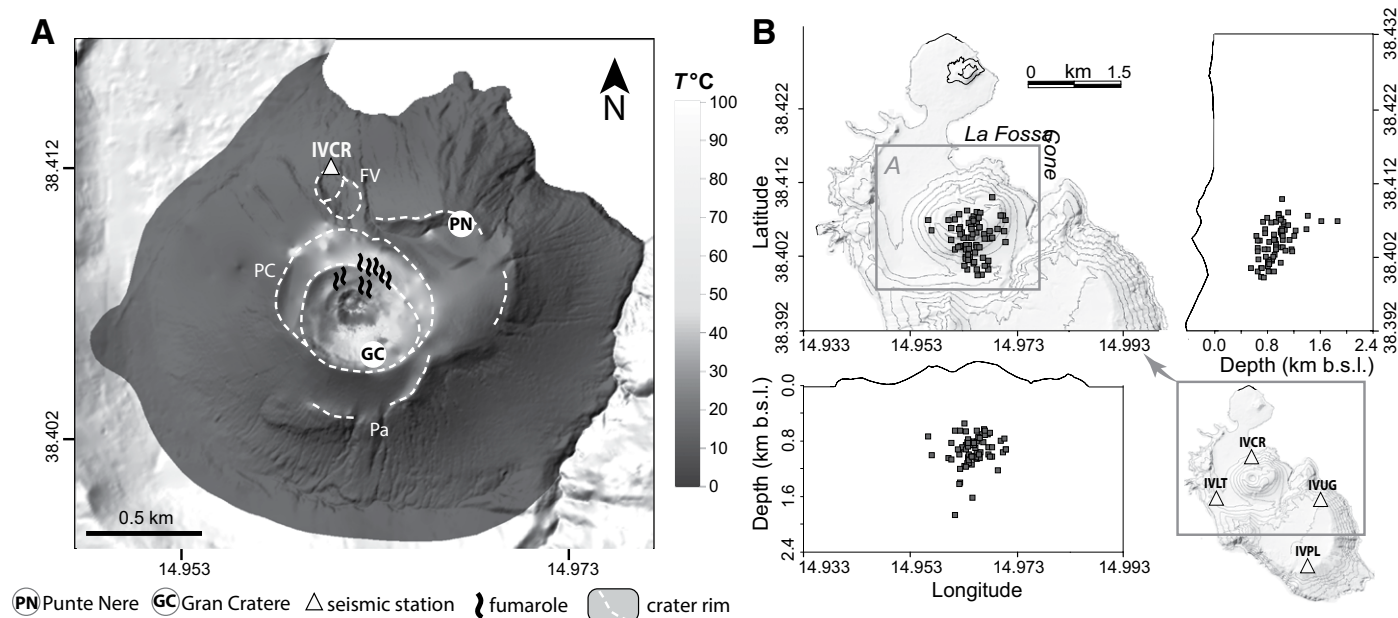 A
N
T°C
100
90
80
70
60
50
40
30
20
10
0
38.412
38.402
IVCR
FV
PN
PC
GC
Pa
0.5 km
14.953
14.973
PN Punte Nere
GC Gran Cratere
seismic station
fumarole
crater rim
B
Latitude
38.422
38.412
38.402
38.392
0 km 1.5
La Fossa
Cone
A
14.933
14.953
14.973
14.993
38.432
38.422
38.412
38.402
38.392
0.0
0.8
1.6
2.4
Depth (km b.s.l.)
Depth (km b.s.l.)
0.0
0.8
1.6
2.4
14.933
14.953
14.973
14.993
Longitude
IVCR
IVLT
IVUG
IVPL